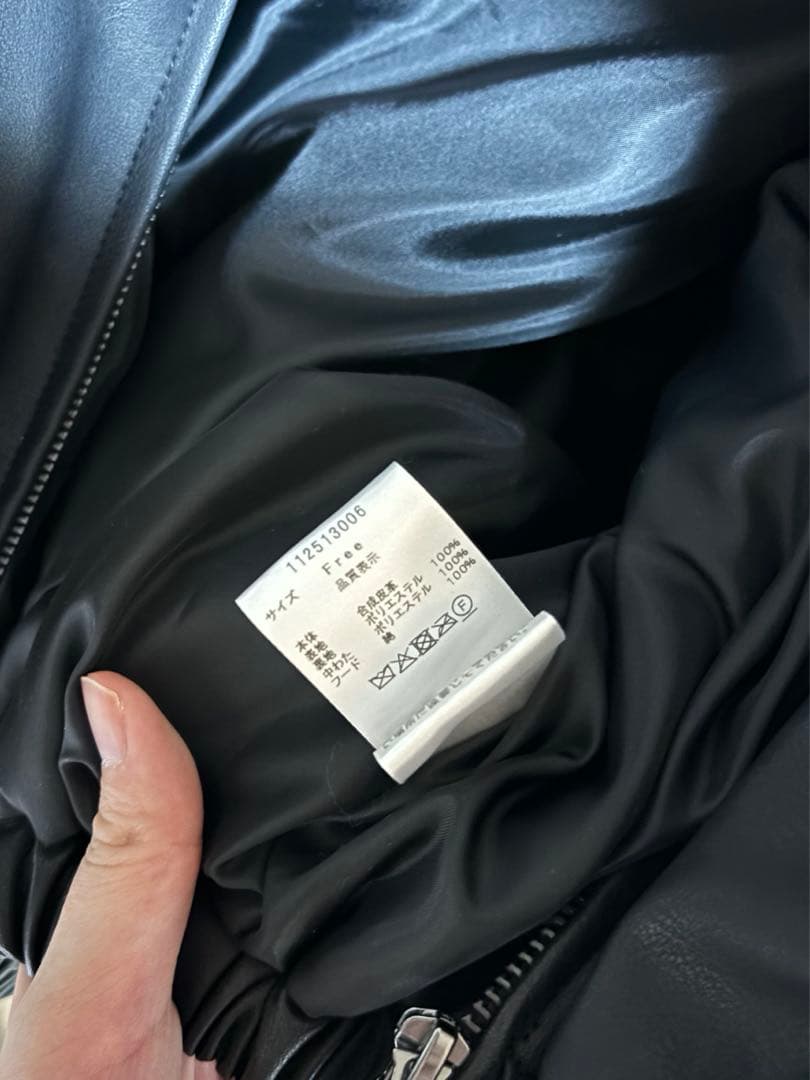 112513006
サイズ Free
品質表示
本体
表地 合成皮革 100%
裏地 ポリエステル 100%
中わた ポリエステル 100%
フード 綿
F